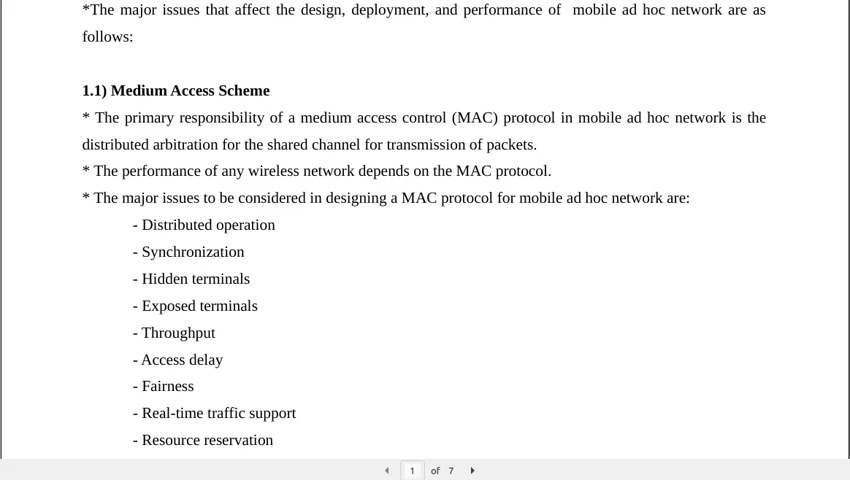 *The major issues that affect the design, deployment, and performance of  mobile ad hoc network are as
follows:
1.1) Medium Access Scheme
* The primary responsibility of a medium access control (MAC) protocol in mobile ad hoc network is the
distributed arbitration for the shared channel for transmission of packets.
* The performance of any wireless network depends on the MAC protocol.
* The major issues to be considered in designing a MAC protocol for mobile ad hoc network are:
- Distributed operation
- Synchronization
- Hidden terminals
- Exposed terminals
- Throughput
- Access delay
- Fairness
- Real-time traffic support
- Resource reservation
1 of 7